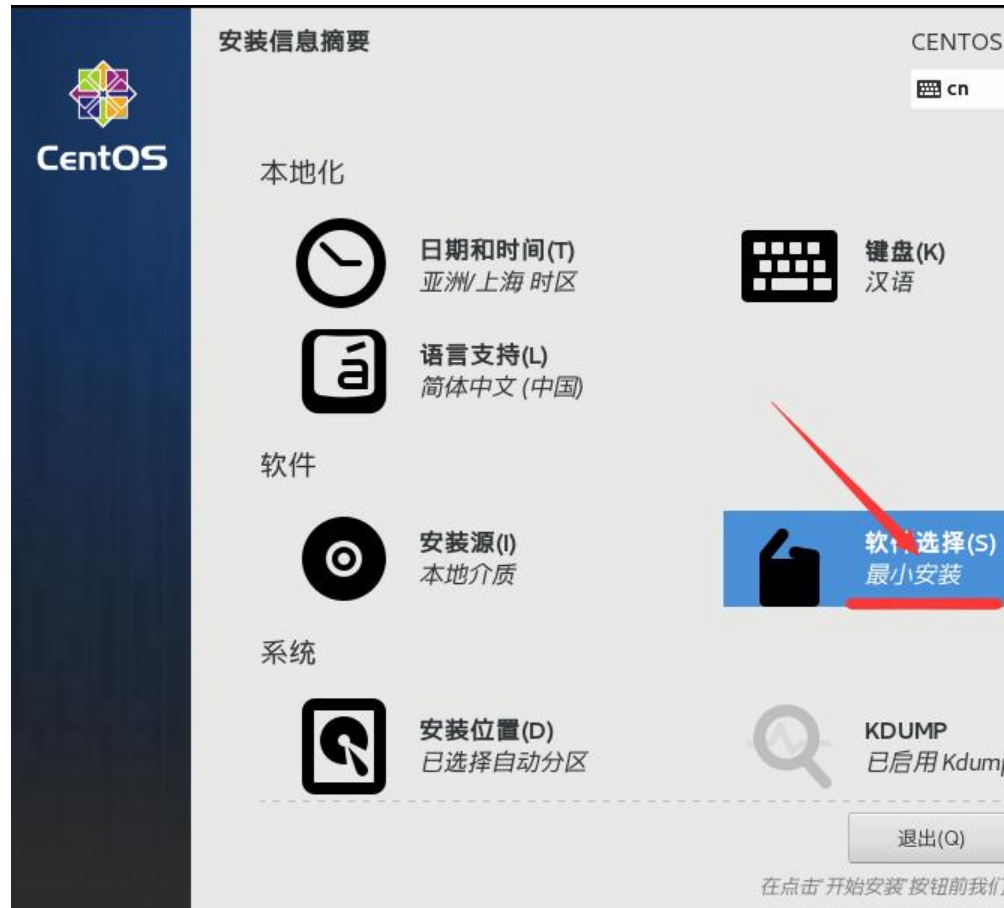 安装信息摘要
CENTOS
cn
CentOS
本地化
日期和时间(T)
亚洲/上海 时区
键盘(K)
汉语
á
语言支持(L)
简体中文 (中国)
软件
安装源(I)
本地介质
软件选择(S)
最小安装
系统
安装位置(D)
已选择自动分区
KDUMP
已启用 Kdump
退出(Q)
在点击"开始安装"按钮前我们